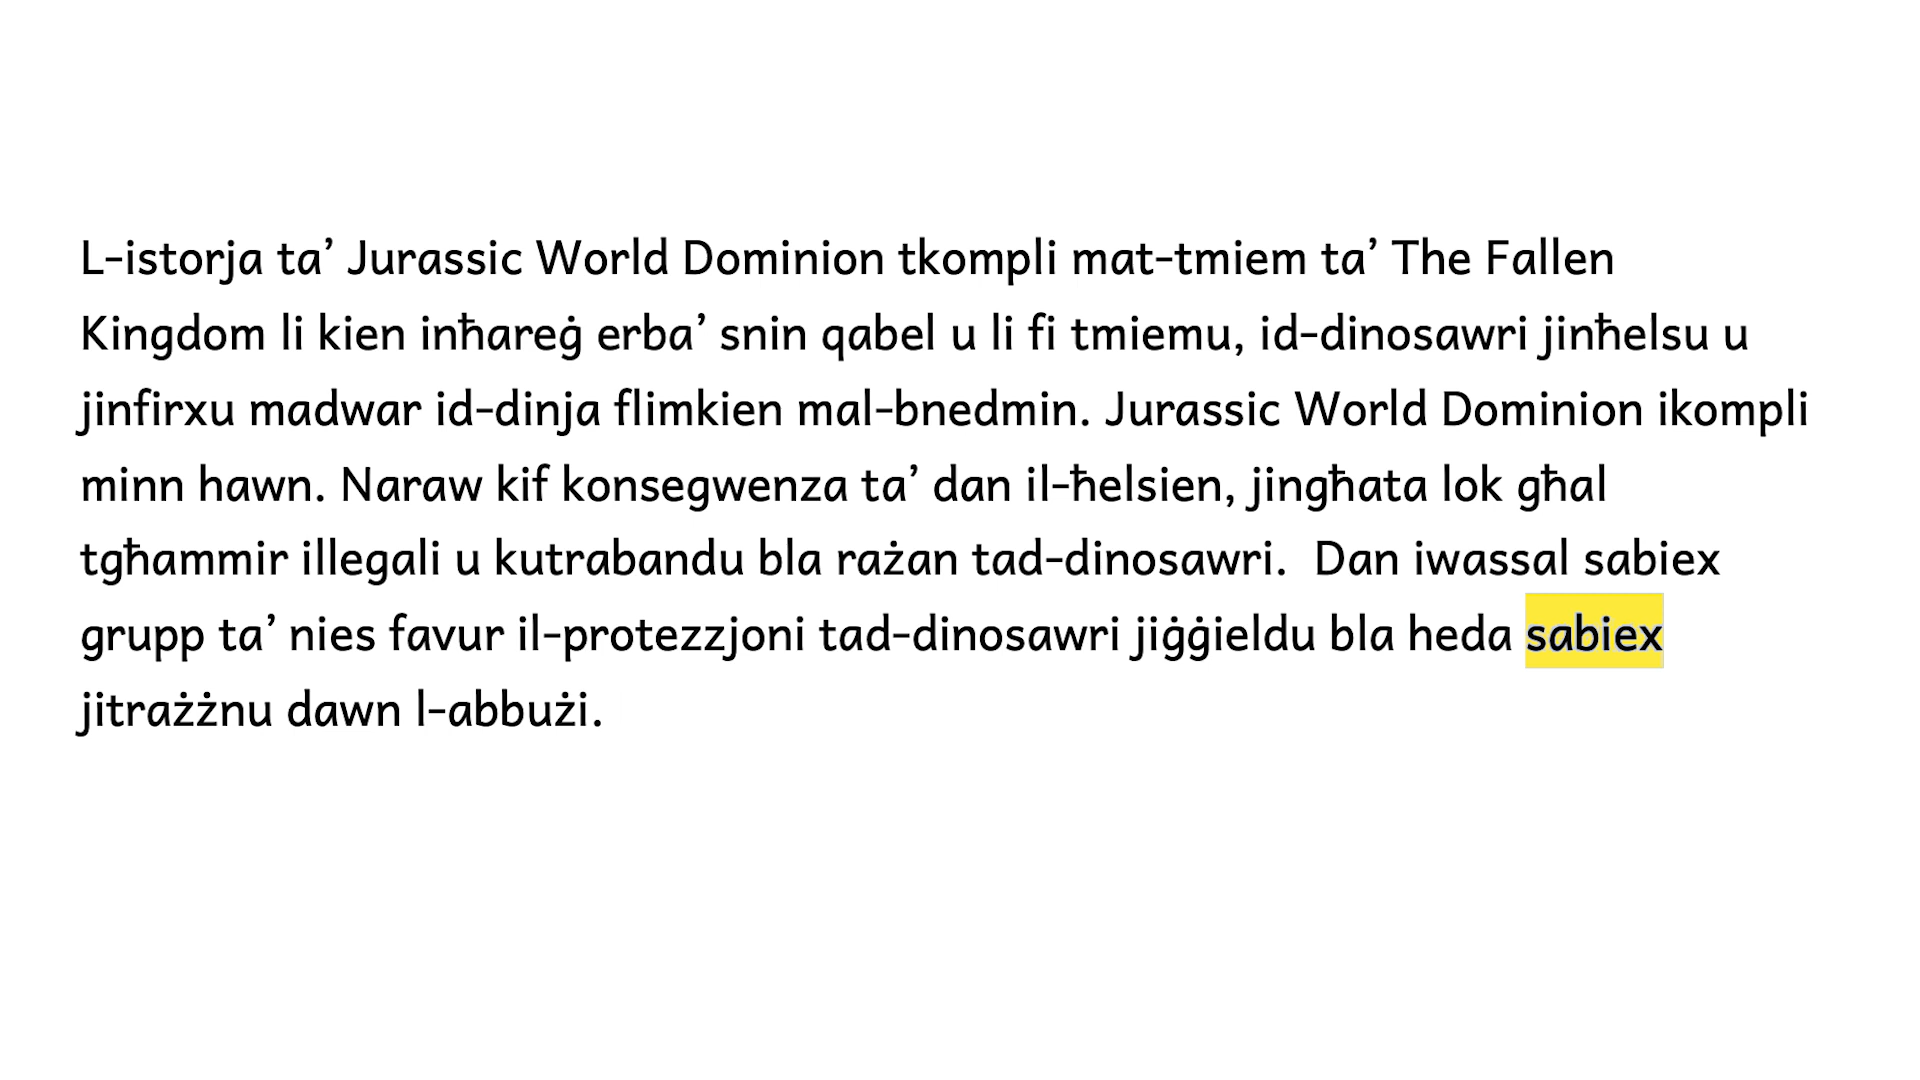 L-istorja ta’ Jurassic World Dominion tkompli mat-tmiem ta’ The Fallen
Kingdom li kien inħareġ erba’ snin qabel u li fi tmiemu, id-dinosawri jinħelsu u
jinfirxu madwar id-dinja flimkien mal-bnedmin. Jurassic World Dominion ikompli
minn hawn. Naraw kif konsegwenza ta’ dan il-ħelsien, jingħata lok għal
tgħammir illegali u kutrabandu bla rażan tad-dinosawri.  Dan iwassal sabiex
grupp ta’ nies favur il-protezzjoni tad-dinosawri jiġġieldu bla heda sabiex
jitrażżnu dawn l-abbużi.